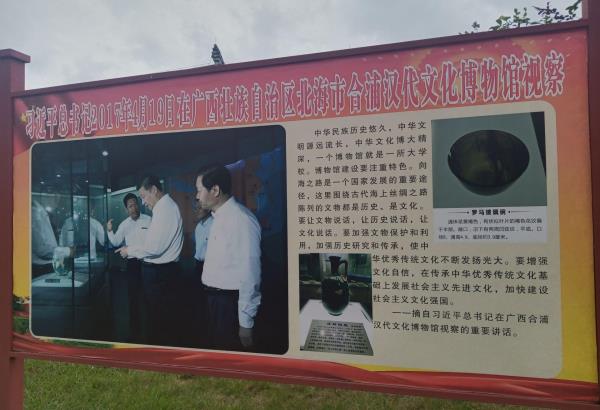 习近平总书记2017年4月19日在广西壮族自治区北海市合浦汉代文化博物馆视察
中华民族历史悠久，中华文
明源远流长，中华文化博大精
深，一个博物馆就是一所大学
校。博物馆建设要注重特色。向
海之路是一个国家发展的重要途
径，这里围绕古代海上丝绸之路
陈列的文物都是历史、是文化。
要让文物说话，让历史说话，让
文化说话。要加强文物保护和利
用，加强历史研究和传承，使中
华优秀传统文化不断发扬光大。要增强
文化自信，在传承中华优秀传统文化基
础上发展社会主义先进文化，加快建设
社会主义文化强国。
——摘自习近平总书记在广西合浦
汉代文化博物馆视察的重要讲话。
罗马玻璃碗